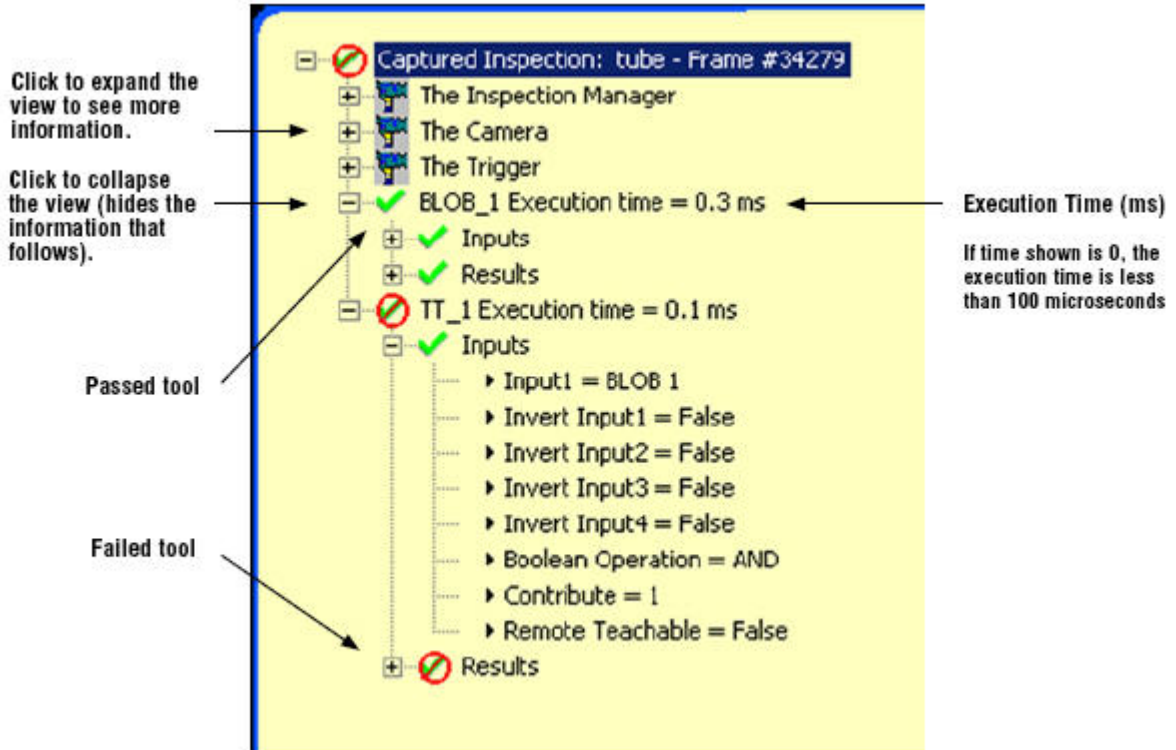 Captured Inspection: tube - Frame #34279
Click to expand the
view to see more
information.
The Inspection Manager
The Camera
The Trigger
Click to collapse
the view (hides the
information that
follows).
BLOB_1 Execution time = 0.3 ms
Execution Time (ms)
If time shown is 0, the
execution time is less
than 100 microseconds
Inputs
Results
TT_1 Execution time = 0.1 ms
Inputs
Passed tool
Input1 = BLOB 1
Invert Input1 = False
Invert Input2 = False
Invert Input3 = False
Invert Input4 = False
Failed tool
Boolean Operation = AND
Contribute = 1
Remote Teachable = False
Results